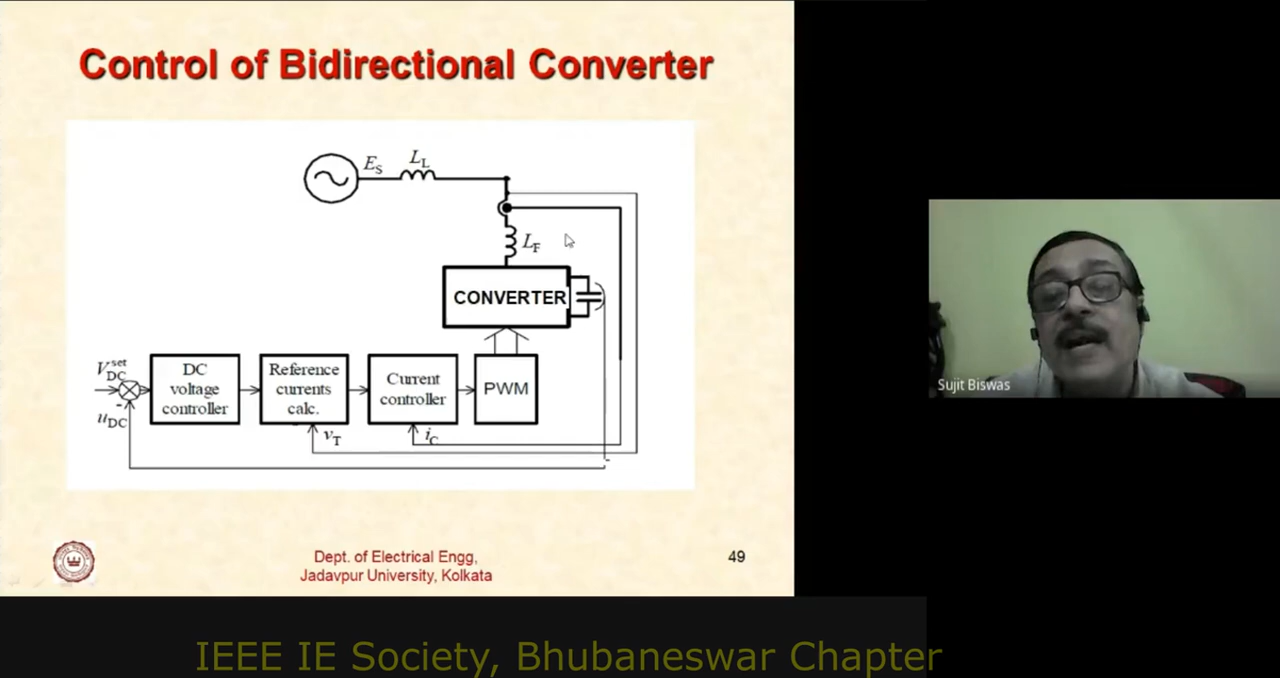 Control of Bidirectional Converter
E_S
L_L
L_F
CONVERTER
V_DC^set
-
u_DC
DC
voltage
controller
Reference
currents
calc.
Current
controller
PWM
v_T
i_C
-
Dept. of Electrical Engg,
Jadavpur University, Kolkata
49
Sujit Biswas
IEEE IE Society, Bhubaneswar Chapter